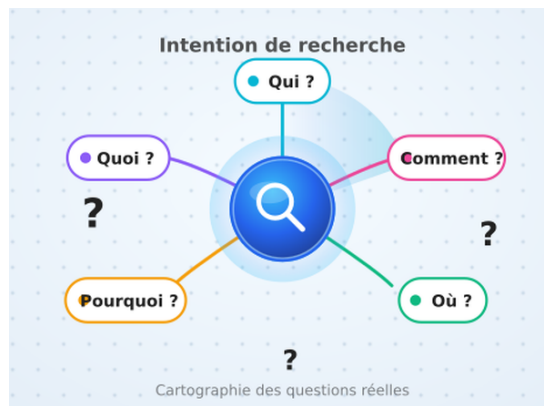 Intention de recherche
Qui ?
Quoi ?
Comment ?
?
?
Pourquoi ?
Où ?
?
Cartographie des questions réelles